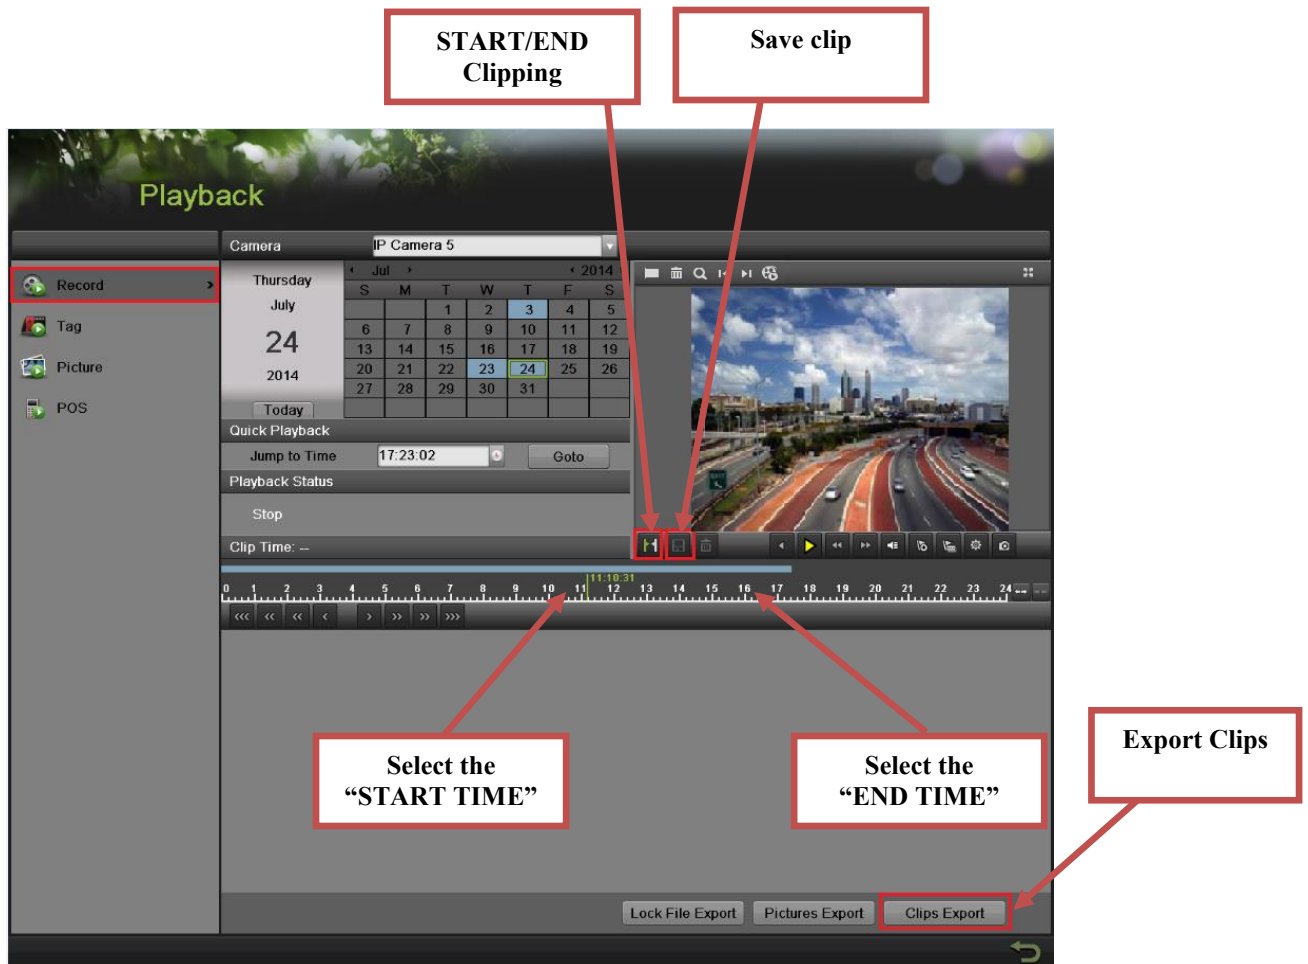 START/END
Clipping
Save clip
Playback
Camera
IP Camera 5
Record
Tag
Picture
POS
Thursday
July
24
2014
Today
Jul 2014
S M T W T F S
1 2 3 4 5
6 7 8 9 10 11 12
13 14 15 16 17 18 19
20 21 22 23 24 25 26
27 28 29 30 31
Quick Playback
Jump to Time 17:23:02 Goto
Playback Status
Stop
Clip Time: --
11:10:31
0 1 2 3 4 5 6 7 8 9 10 11 12 13 14 15 16 17 18 19 20 21 22 23 24
Select the
“START TIME”
Select the
“END TIME”
Export Clips
Lock File Export Pictures Export Clips Export